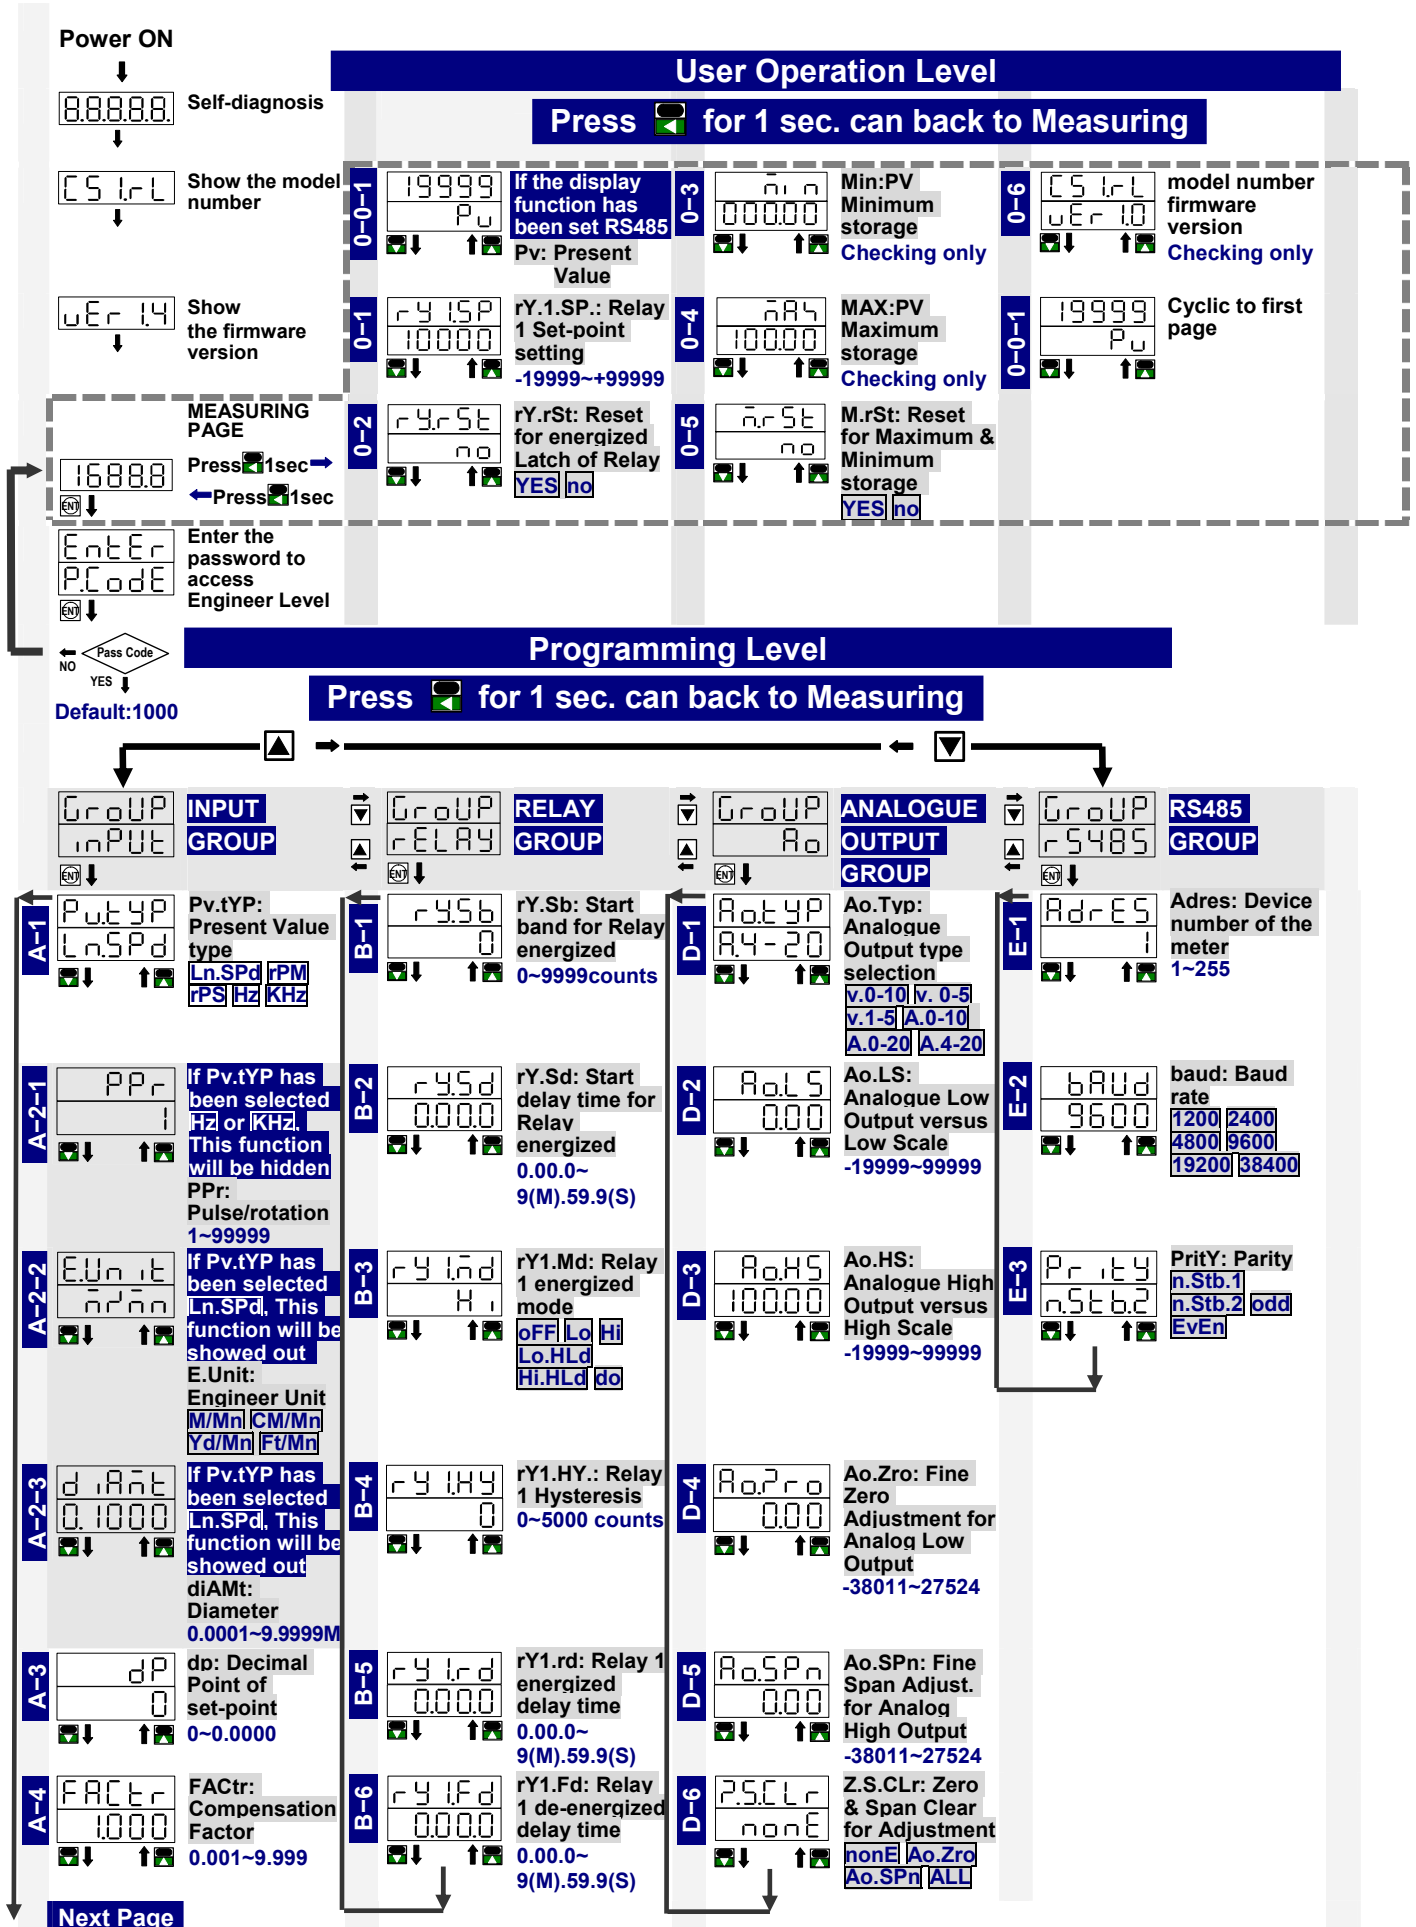 Power ON
User Operation Level
Press for 1 sec. can back to Measuring
8.8.8.8.8.
Self-diagnosis
CS1.rL
Show the model
number
vEr 1.4
Show
the firmware
version
MEASURING
PAGE
1688.8
Press 1sec
Press 1sec
ENT
0-0-1
19999
Pv
If the display
function has
been set RS485
Pv: Present
Value
0-1
rY1.SP
10000
rY.1.SP.: Relay
1 Set-point
setting
-19999~+99999
0-2
rY.rSt
no
rY.rSt: Reset
for energized
Latch of Relay
YES no
0-3
Min
000.00
Min:PV
Minimum
storage
Checking only
0-4
MAX
100.00
MAX:PV
Maximum
storage
Checking only
0-5
M.rSt
no
M.rSt: Reset
for Maximum &
Minimum
storage
YES no
0-6
CS1.rL
vEr 1.0
model number
firmware
version
Checking only
0-0-1
19999
Pv
Cyclic to first
page
EntEr
P.CodE
ENT
Enter the
password to
access
Engineer Level
Pass Code
NO
YES
Default:1000
Programming Level
Press for 1 sec. can back to Measuring
GroUP
inPUt
ENT
INPUT
GROUP
GroUP
rELAY
ENT
RELAY
GROUP
GroUP
Ao
ENT
ANALOGUE
OUTPUT
GROUP
GroUP
rS485
ENT
RS485
GROUP
A-1
Pv.tYP
Ln.SPd
Pv.tYP:
Present Value
type
Ln.SPd rPM
rPS Hz KHz
A-2-1
PPr
1
If Pv.tYP has
been selected
Hz or KHz,
This function
will be hidden
PPr:
Pulse/rotation
1~99999
A-2-2
E.Unit
M/Mn
If Pv.tYP has
been selected
Ln.SPd, This
function will be
showed out
E.Unit:
Engineer Unit
M/Mn CM/Mn
Yd/Mn Ft/Mn
A-2-3
diAMt
0.1000
If Pv.tYP has
been selected
Ln.SPd, This
function will be
showed out
diAMt:
Diameter
0.0001~9.9999M
A-3
dP
0
dp: Decimal
Point of
set-point
0~0.0000
A-4
FACtr
1.000
FACtr:
Compensation
Factor
0.001~9.999
Next Page
B-1
rY.Sb
0
rY.Sb: Start
band for Relay
energized
0~9999counts
B-2
rY.Sd
0.00.0
rY.Sd: Start
delay time for
Relay
energized
0.00.0~
9(M).59.9(S)
B-3
rY1.Md
Hi
rY1.Md: Relay
1 energized
mode
oFF Lo Hi
Lo.HLd
Hi.HLd do
B-4
rY1.HY
0
rY1.HY.: Relay
1 Hysteresis
0~5000 counts
B-5
rY1.rd
0.00.0
rY1.rd: Relay 1
energized
delay time
0.00.0~
9(M).59.9(S)
B-6
rY1.Fd
0.00.0
rY1.Fd: Relay
1 de-energized
delay time
0.00.0~
9(M).59.9(S)
D-1
Ao.tYP
A.4-20
Ao.Typ:
Analogue
Output type
selection
v.0-10 v. 0-5
v.1-5 A.0-10
A.0-20 A.4-20
D-2
Ao.LS
0.00
Ao.LS:
Analogue Low
Output versus
Low Scale
-19999~99999
D-3
Ao.HS
100.00
Ao.HS:
Analogue High
Output versus
High Scale
-19999~99999
D-4
Ao.Zro
0.00
Ao.Zro: Fine
Zero
Adjustment for
Analog Low
Output
-38011~27524
D-5
Ao.SPn
0.00
Ao.SPn: Fine
Span Adjust.
for Analog
High Output
-38011~27524
D-6
Z.S.CLr
nonE
Z.S.CLr: Zero
& Span Clear
for Adjustment
nonE Ao.Zro
Ao.SPn ALL
E-1
AdrES
1
Adres: Device
number of the
meter
1~255
E-2
bAUd
9600
baud: Baud
rate
1200 2400
4800 9600
19200 38400
E-3
PritY
n.Stb.2
PritY: Parity
n.Stb.1
n.Stb.2 odd
EvEn